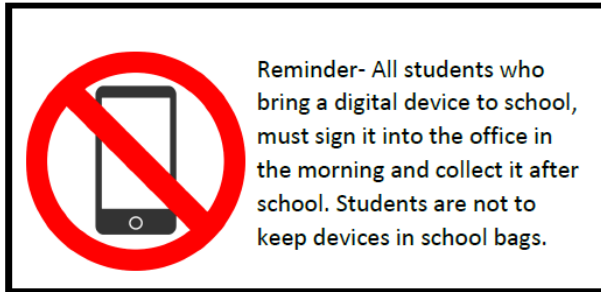 Reminder- All students who
bring a digital device to school,
must sign it into the office in
the morning and collect it after
school. Students are not to
keep devices in school bags.